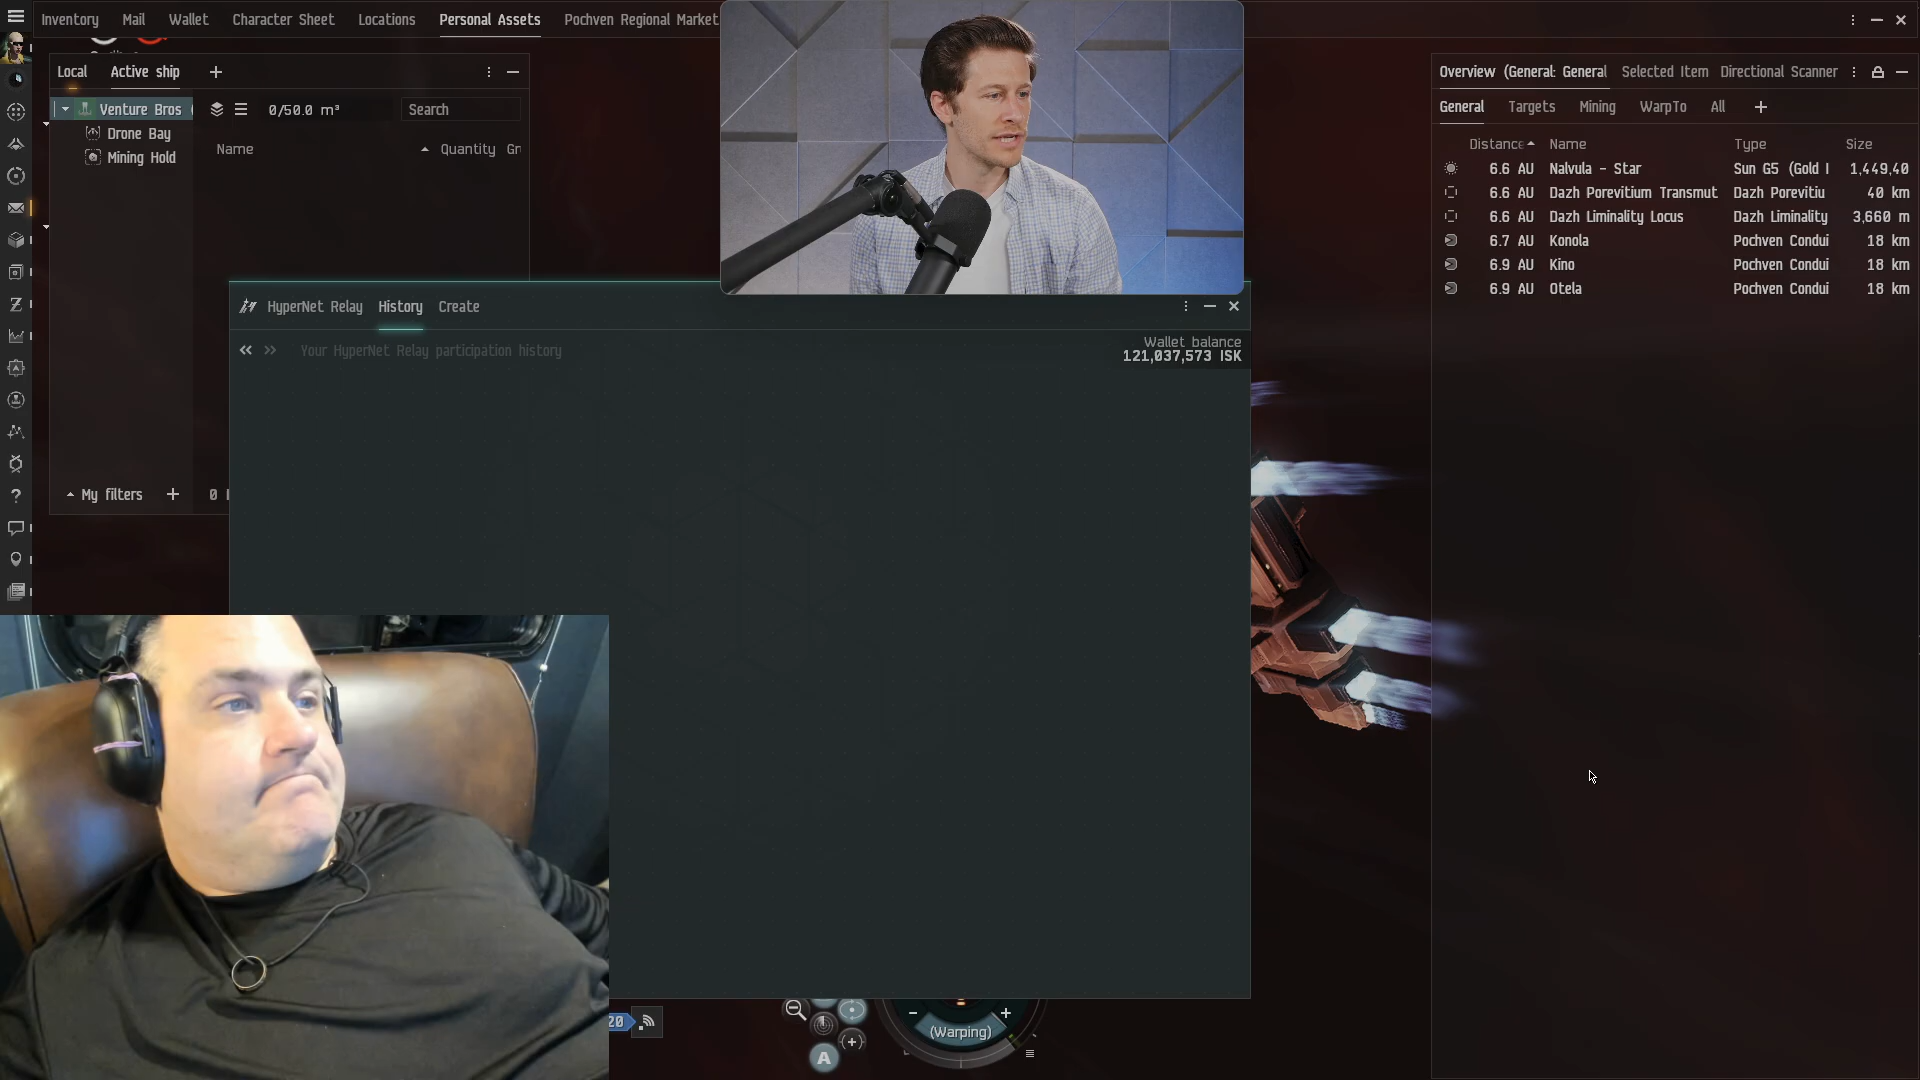 Inventory Mail Wallet Character Sheet Locations Personal Assets Pochven Regional Market
Local Active ship
Venture Bros
0/50.0 m³
Search
Drone Bay
Mining Hold
Name Quantity
My filters
HyperNet Relay History Create
Your HyperNet Relay participation history
Wallet balance
121,037,573 ISK
Overview (General: General Selected Item Directional Scanner
General Targets Mining WarpTo All
Distance Name Type Size
6.6 AU Nalvula - Star Sun G5 (Gold 1,449,40
6.6 AU Dazh Porevitium Transmut Dazh Porevitiu 40 km
6.6 AU Dazh Liminality Locus Dazh Liminality 3,660 m
6.7 AU Konola Pochven Condui 18 km
6.9 AU Kino Pochven Condui 18 km
6.9 AU Otela Pochven Condui 18 km
20
(Warping)
A